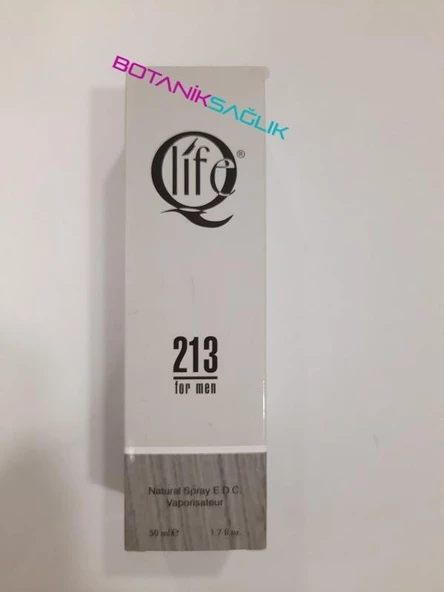 BOTANİKSAĞLIK
Qlife®
213
for men
Natural Spray E.D.C.
Vaporisateur
50 ml e 1.7 fl.oz.